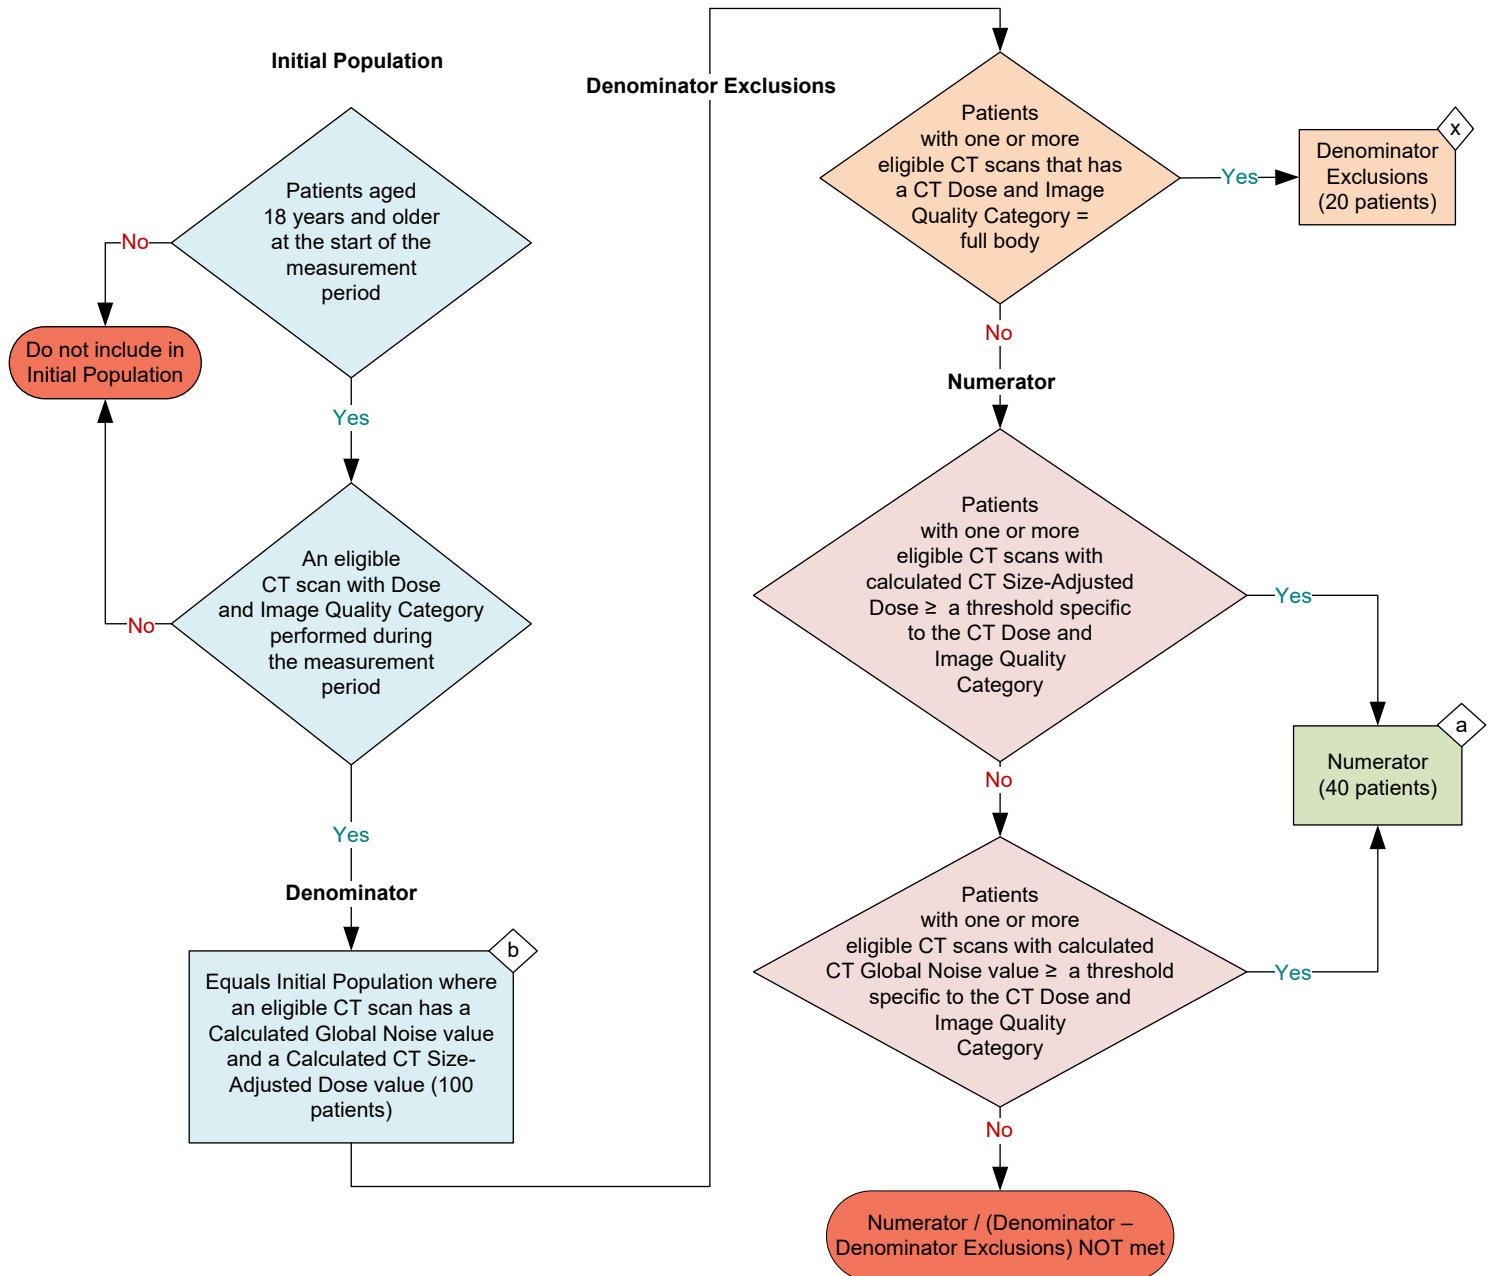 Initial Population
Patients aged
18 years and older
at the start of the
measurement
period
No
Do not include in
Initial Population
Yes
An eligible
CT scan with Dose
and Image Quality Category
performed during
the measurement
period
No
Yes
Denominator
b
Equals Initial Population where
an eligible CT scan has a
Calculated Global Noise value
and a Calculated CT Size-
Adjusted Dose value (100
patients)
Denominator Exclusions
Patients
with one or more
eligible CT scans that has
a CT Dose and Image
Quality Category =
full body
Yes
x
Denominator
Exclusions
(20 patients)
No
Numerator
Patients
with one or more
eligible CT scans with
calculated CT Size-Adjusted
Dose ≥ a threshold specific
to the CT Dose and
Image Quality
Category
Yes
a
Numerator
(40 patients)
No
Patients
with one or more
eligible CT scans with calculated
CT Global Noise value ≥ a threshold
specific to the CT Dose and
Image Quality
Category
Yes
No
Numerator / (Denominator –
Denominator Exclusions) NOT met